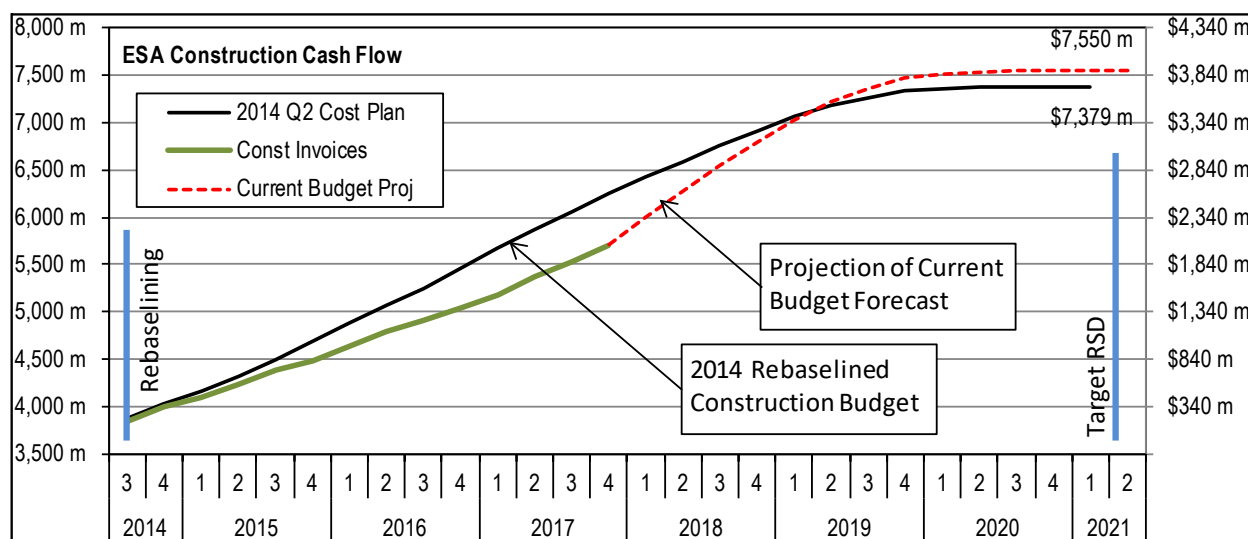 ESA Construction Cash Flow
2014 Q2 Cost Plan
Const Invoices
Current Budget Proj
8,000 m
7,500 m
7,000 m
6,500 m
6,000 m
5,500 m
5,000 m
4,500 m
4,000 m
3,500 m
$4,340 m
$3,840 m
$3,340 m
$2,840 m
$2,340 m
$1,840 m
$1,340 m
$840 m
$340 m
$7,550 m
$7,379 m
Rebaselining
Projection of Current
Budget Forecast
2014 Rebaselined
Construction Budget
Target RSD
3 4 1 2 3 4 1 2 3 4 1 2 3 4 1 2 3 4 1 2 3 4 1 2 3 4 1 2
2014 2015 2016 2017 2018 2019 2020 2021